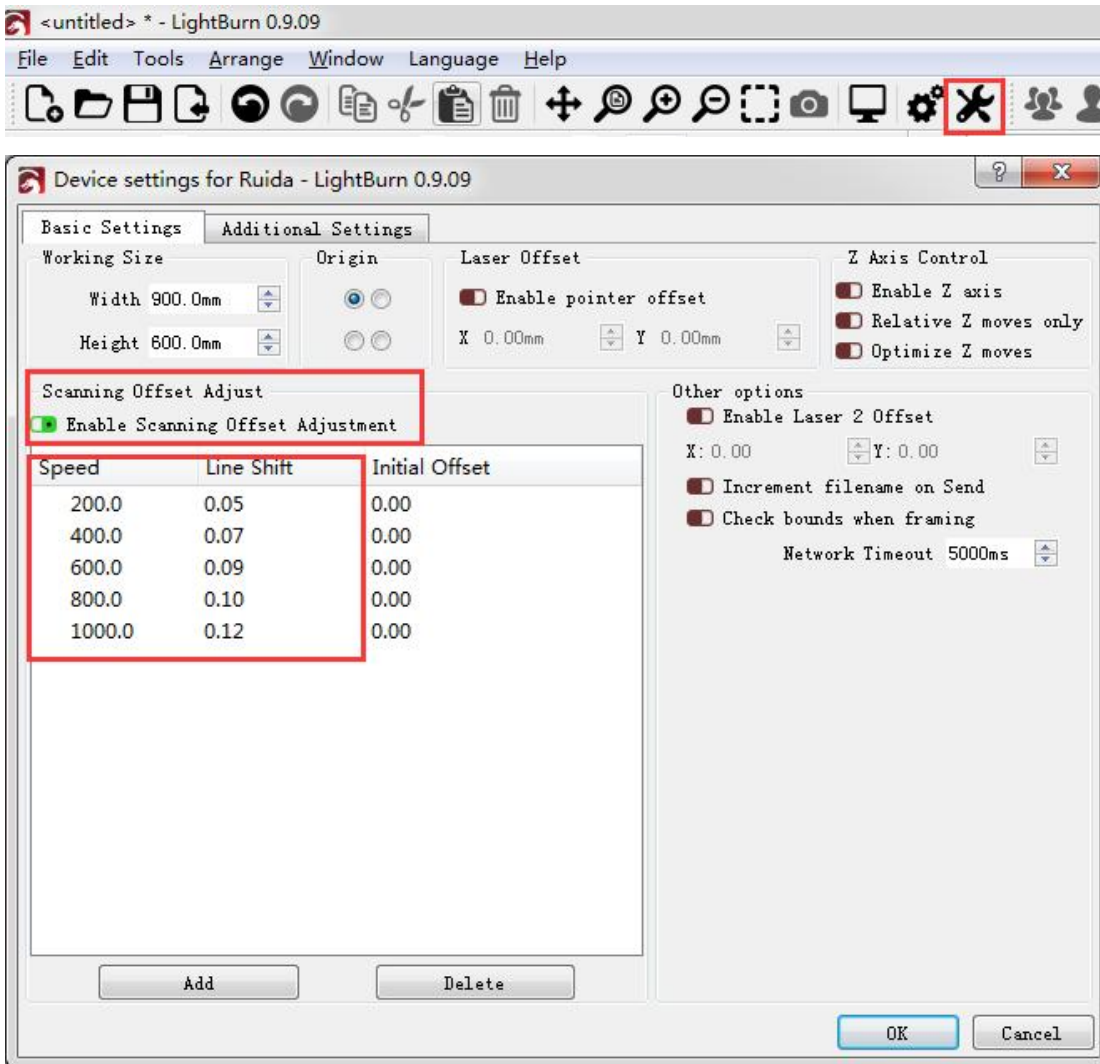 <untitled> * - LightBurn 0.9.09
File Edit Tools Arrange Window Language Help
Device settings for Ruida - LightBurn 0.9.09
Basic Settings Additional Settings
Working Size Origin Laser Offset Z Axis Control
Width 900.0mm Enable pointer offset Enable Z axis
Height 600.0mm X 0.00mm Y 0.00mm Relative Z moves only
Optimize Z moves
Scanning Offset Adjust Other options
Enable Scanning Offset Adjustment Enable Laser 2 Offset
Speed Line Shift Initial Offset X: 0.00 Y: 0.00
200.0 0.05 0.00 Increment filename on Send
400.0 0.07 0.00 Check bounds when framing
600.0 0.09 0.00 Network Timeout 5000ms
800.0 0.10 0.00
1000.0 0.12 0.00
Add Delete
OK Cancel